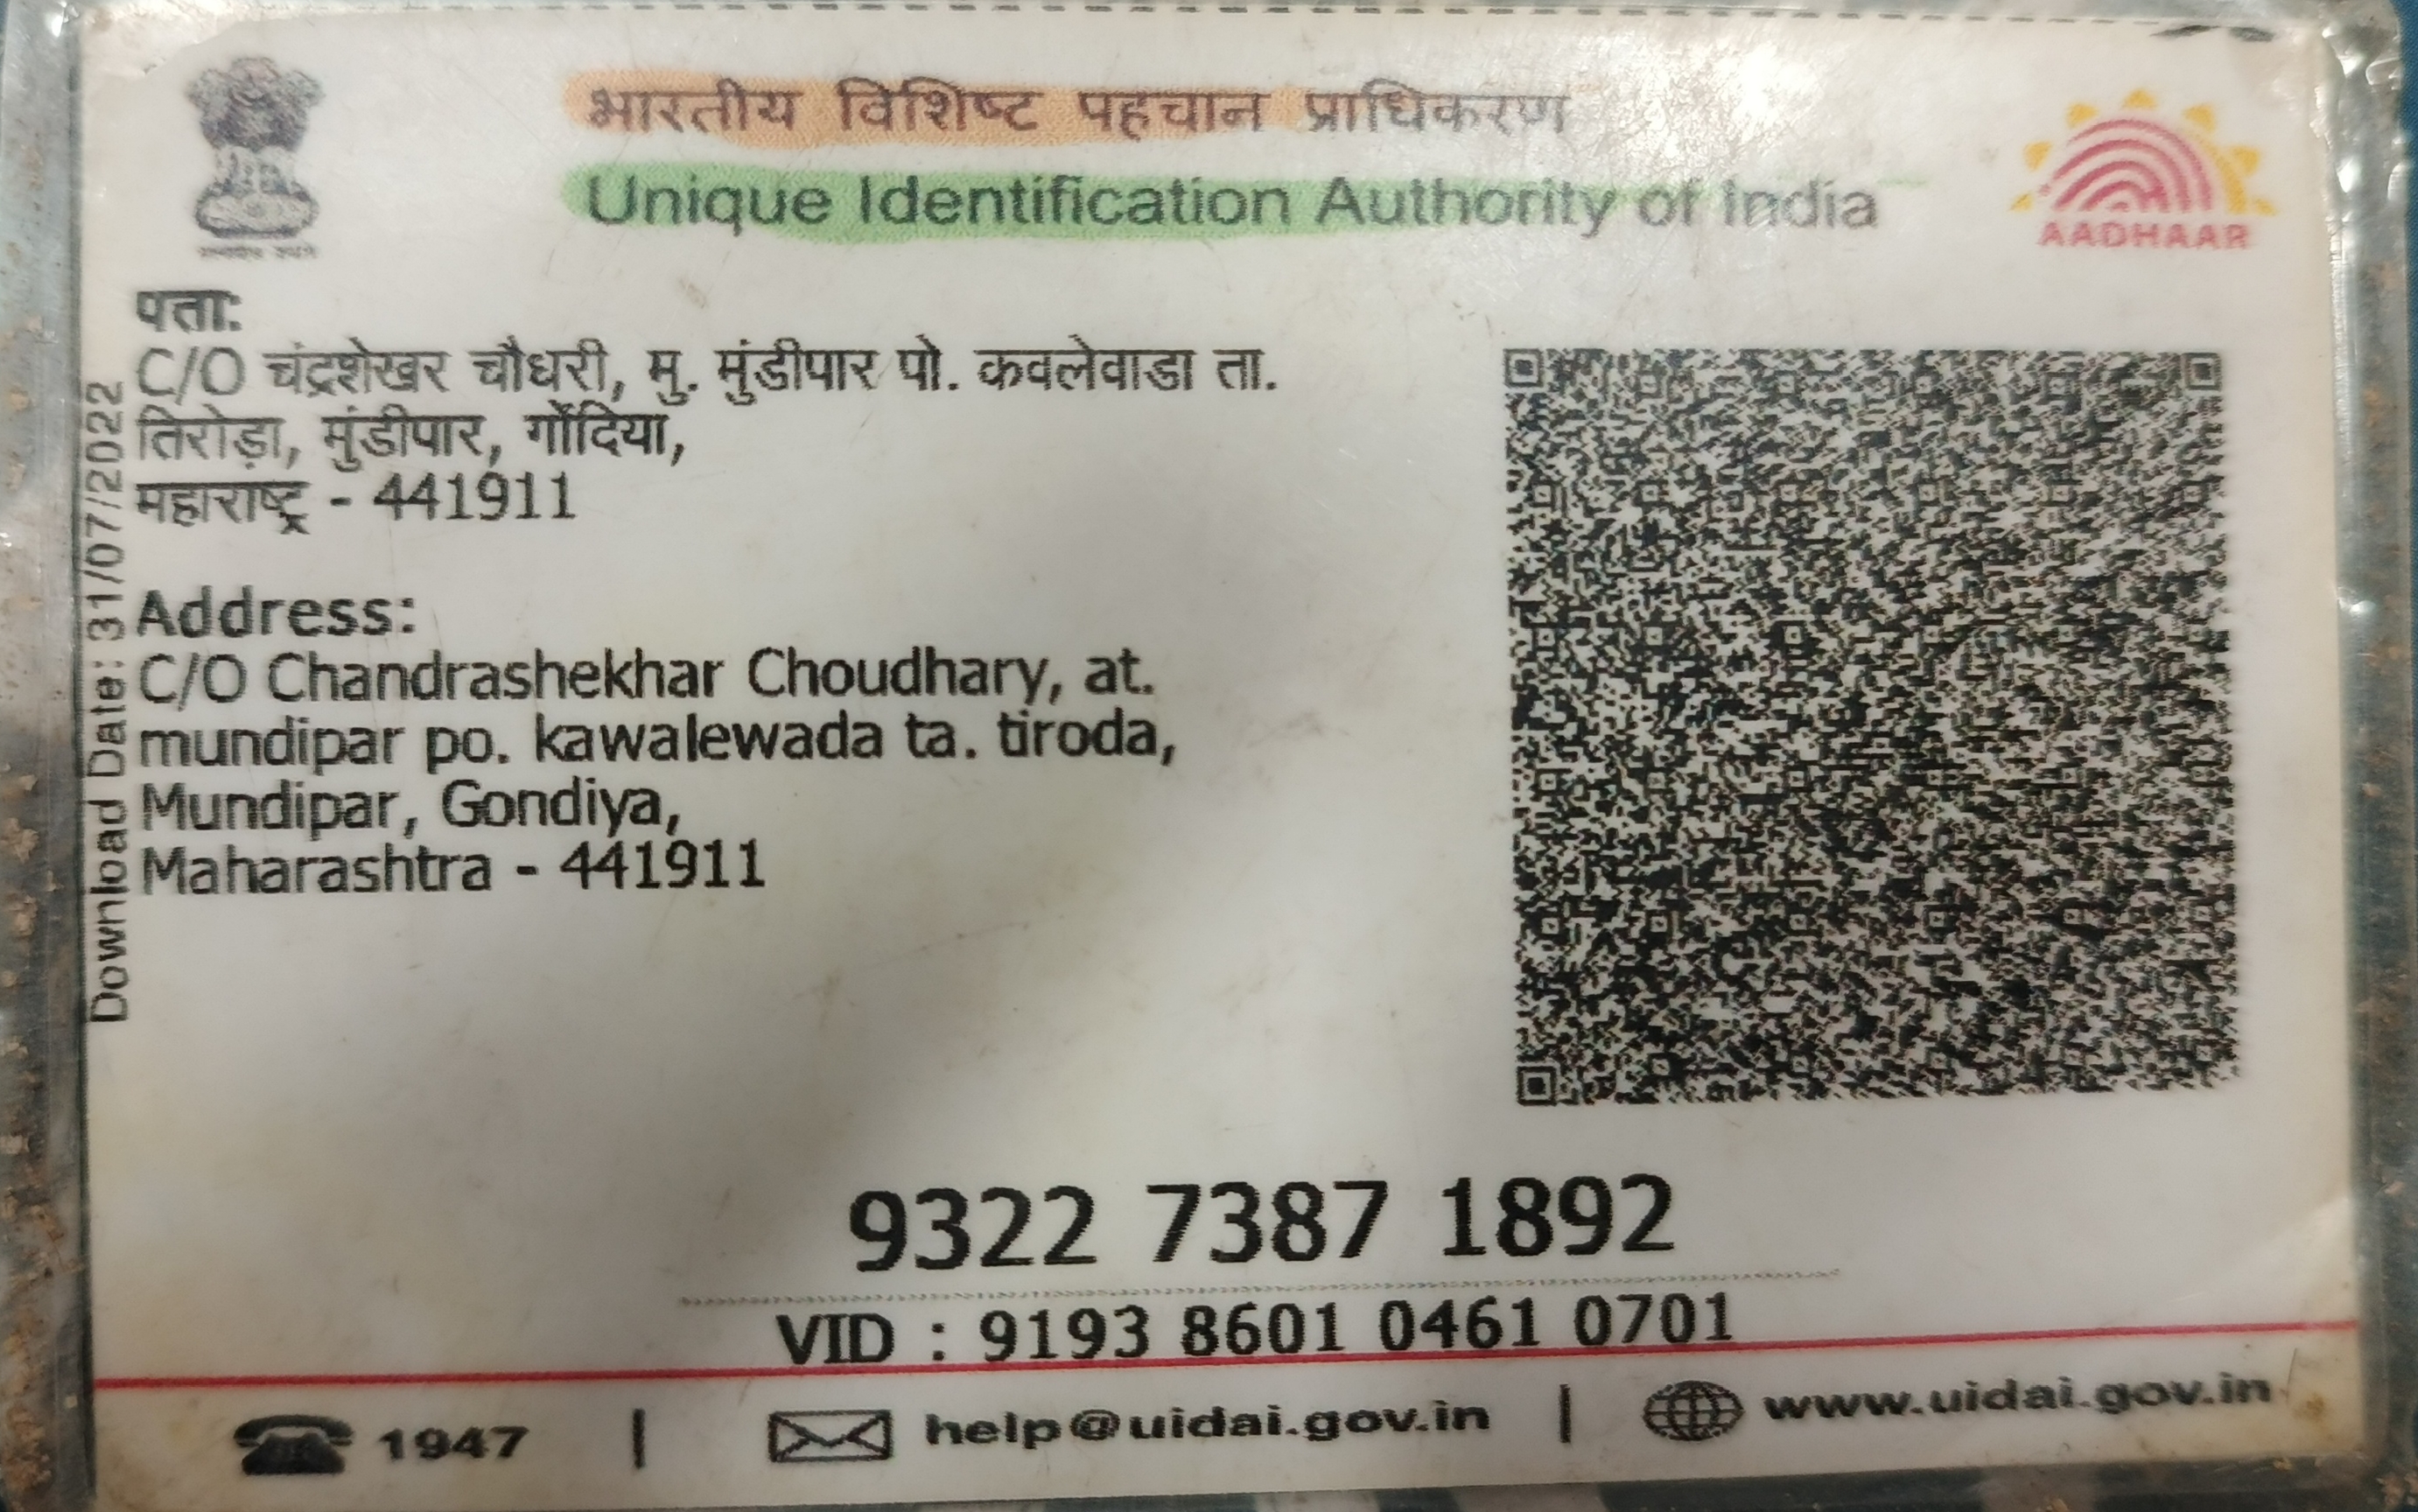 भारतीय विशिष्ट पहचान प्राधिकरण
Unique Identification Authority of India
AADHAAR
पता:
C/O चंद्रशेखर चौधरी, मु. मुंडीपार पो. कवलेवाडा ता.
तिरोड़ा, मुंडीपार, गोंदिया,
महाराष्ट्र - 441911
Address:
C/O Chandrashekhar Choudhary, at.
mundipar po. kawalewada ta. tiroda,
Mundipar, Gondiya,
Maharashtra - 441911
Download Date: 31/07/2022
9322 7387 1892
VID : 9193 8601 0461 0701
1947 | help@uidai.gov.in | www.uidai.gov.in